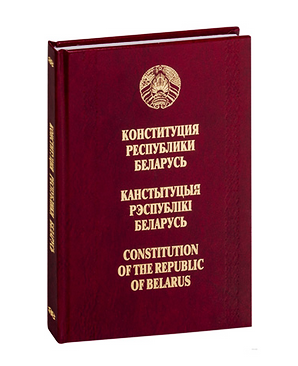 КОНСТИТУЦИЯ
РЕСПУБЛИКИ
БЕЛАРУСЬ
КАНСТЫТУЦЫЯ
РЭСПУБЛІКІ
БЕЛАРУСЬ
CONSTITUTION
OF THE REPUBLIC
OF BELARUS